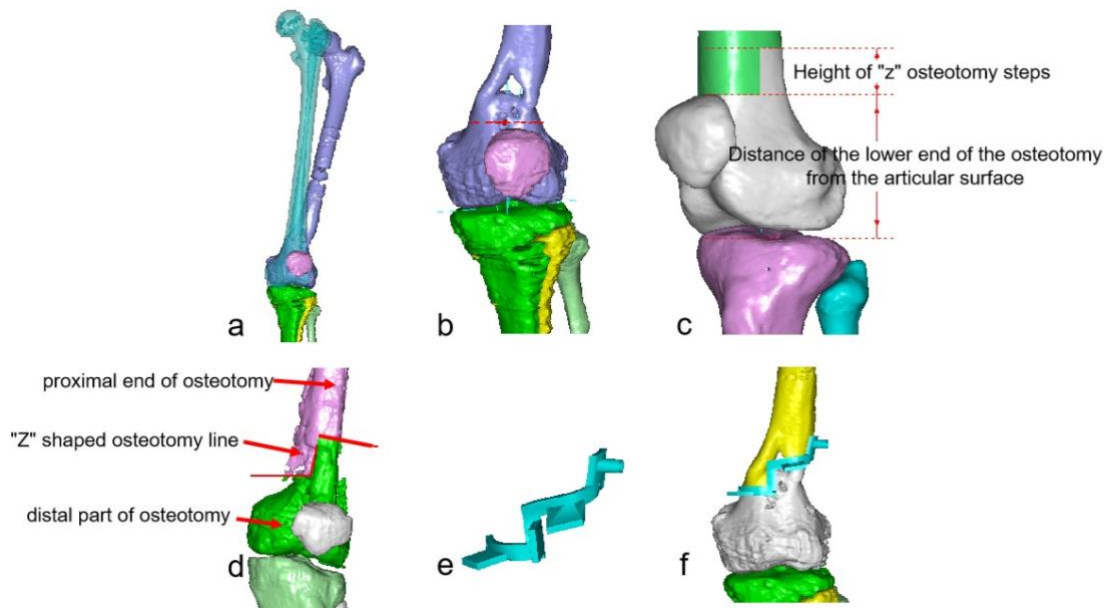 Height of "z" osteotomy steps
Distance of the lower end of the osteotomy
from the articular surface
a
b
c
proximal end of osteotomy
"Z" shaped osteotomy line
distal part of osteotomy
d
e
f